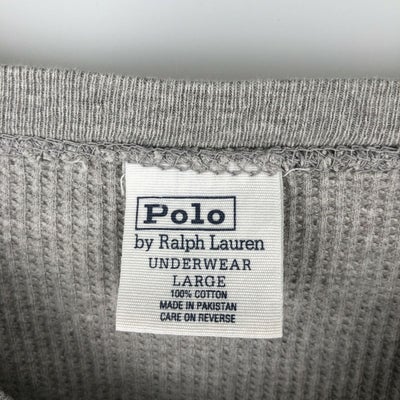 Polo
by Ralph Lauren
UNDERWEAR
LARGE
100% COTTON
MADE IN PAKISTAN
CARE ON REVERSE